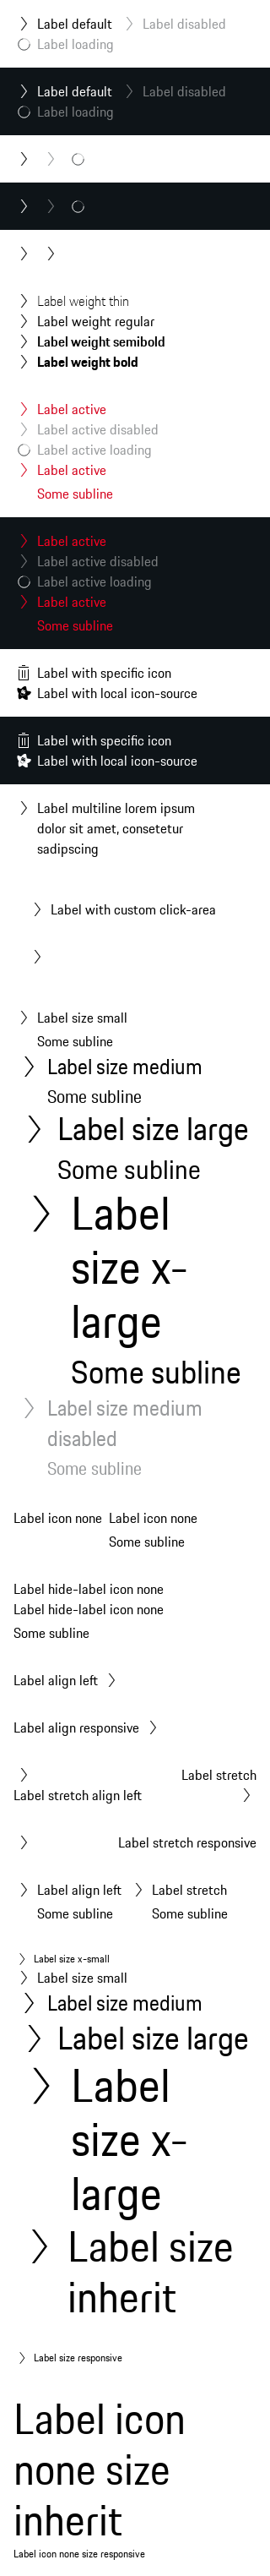 Label default Label disabled
Label loading
Label default Label disabled
Label loading
Label weight thin
Label weight regular
Label weight semibold
Label weight bold
Label active
Label active disabled
Label active loading
Label active
Some subline
Label active
Label active disabled
Label active loading
Label active
Some subline
Label with specific icon
Label with local icon-source
Label with specific icon
Label with local icon-source
Label multiline lorem ipsum
dolor sit amet, consetetur
sadipscing
Label with custom click-area
Label size small
Some subline
Label size medium
Some subline
Label size large
Some subline
Label
size x-
large
Some subline
Label size medium
disabled
Some subline
Label icon none Label icon none
Some subline
Label hide-label icon none
Label hide-label icon none
Some subline
Label align left
Label align responsive
Label stretch
Label stretch align left
Label stretch responsive
Label align left Label stretch
Some subline Some subline
Label size x-small
Label size small
Label size medium
Label size large
Label
size x-
large
Label size
inherit
Label size responsive
Label icon
none size
inherit
Label icon none size responsive